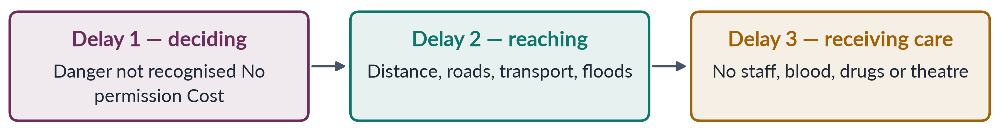 Delay 1 — deciding
Danger not recognised No
permission Cost
Delay 2 — reaching
Distance, roads, transport, floods
Delay 3 — receiving care
No staff, blood, drugs or theatre